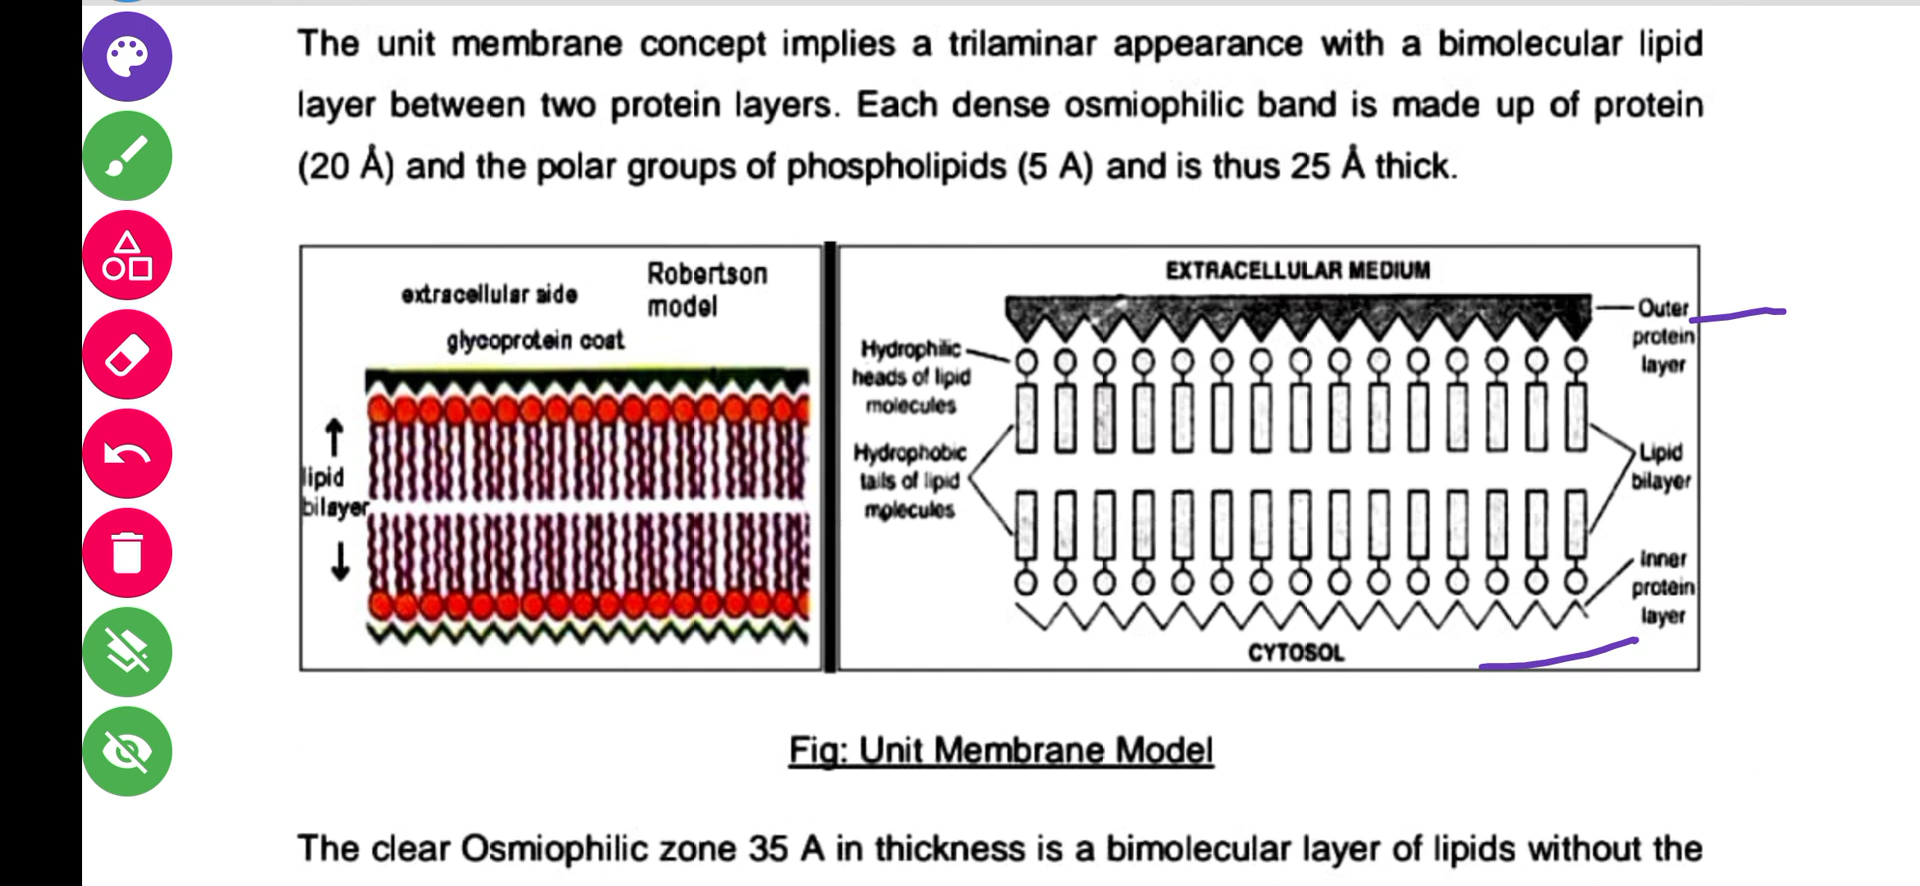 The unit membrane concept implies a trilaminar appearance with a bimolecular lipid
layer between two protein layers. Each dense osmiophilic band is made up of protein
(20 Å) and the polar groups of phospholipids (5 A) and is thus 25 Å thick.
Robertson
model
extracellular side
glycoprotein coat
lipid
bilayer
EXTRACELLULAR MEDIUM
Outer
protein
layer
Hydrophilic
heads of lipid
molecules
Hydrophobic
tails of lipid
molecules
Lipid
bilayer
Inner
protein
layer
CYTOSOL
Fig: Unit Membrane Model
The clear Osmiophilic zone 35 A in thickness is a bimolecular layer of lipids without the